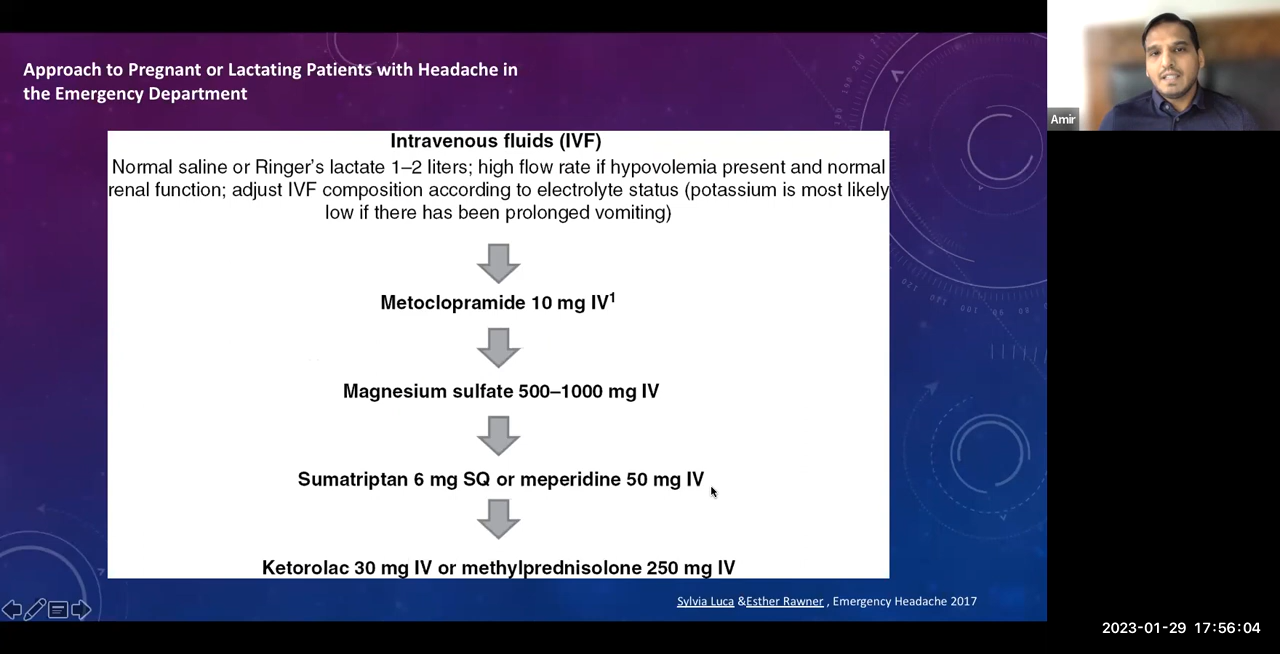 Approach to Pregnant or Lactating Patients with Headache in
the Emergency Department
Amir
Intravenous fluids (IVF)
Normal saline or Ringer's lactate 1–2 liters; high flow rate if hypovolemia present and normal
renal function; adjust IVF composition according to electrolyte status (potassium is most likely
low if there has been prolonged vomiting)
Metoclopramide 10 mg IV¹
Magnesium sulfate 500–1000 mg IV
Sumatriptan 6 mg SQ or meperidine 50 mg IV
Ketorolac 30 mg IV or methylprednisolone 250 mg IV
Sylvia Luca &Esther Rawner , Emergency Headache 2017
2023-01-29 17:56:04